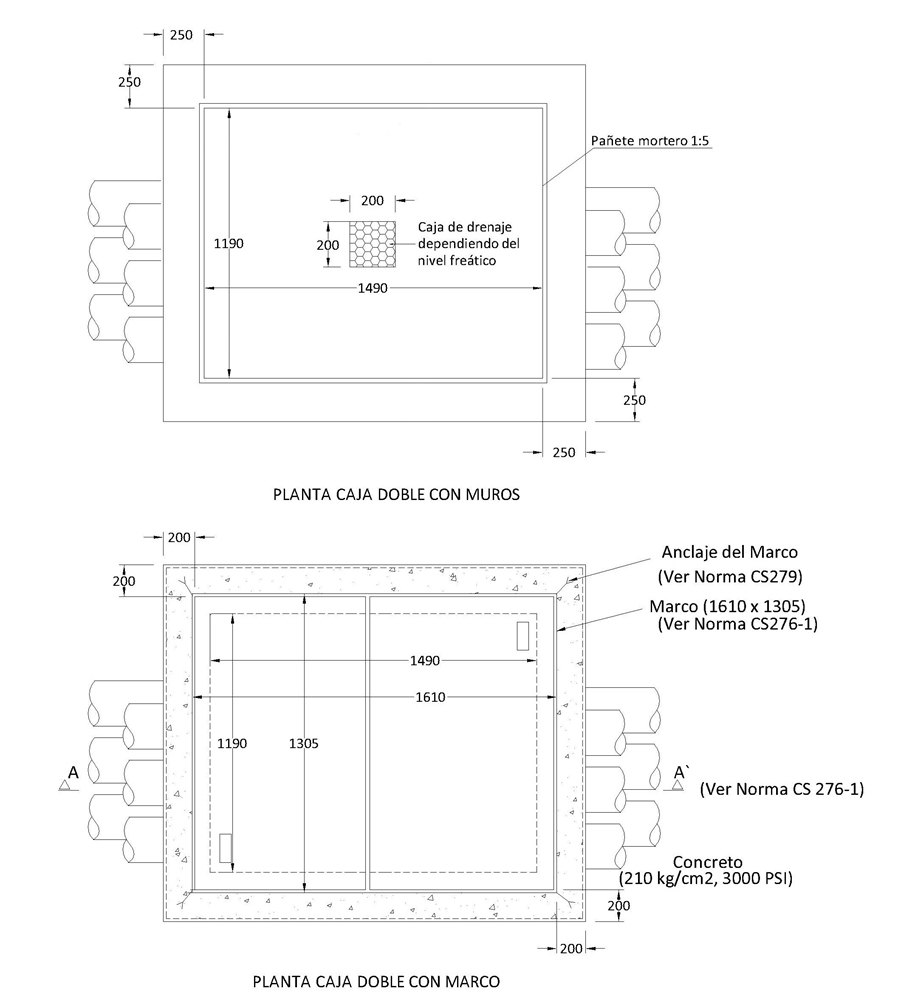 250
250
Pañete mortero 1:5
200
Caja de drenaje
200
dependiendo del
1190
nivel freático
1490
250
250
PLANTA CAJA DOBLE CON MUROS
200
Anclaje del Marco
200
(Ver Norma CS279)
Marco (1610 x 1305)
(Ver Norma CS276-1)
1490
1610
1190
1305
A
A`
(Ver Norma CS 276-1)
Concreto
(210 kg/cm2, 3000 PSI)
200
200
PLANTA CAJA DOBLE CON MARCO